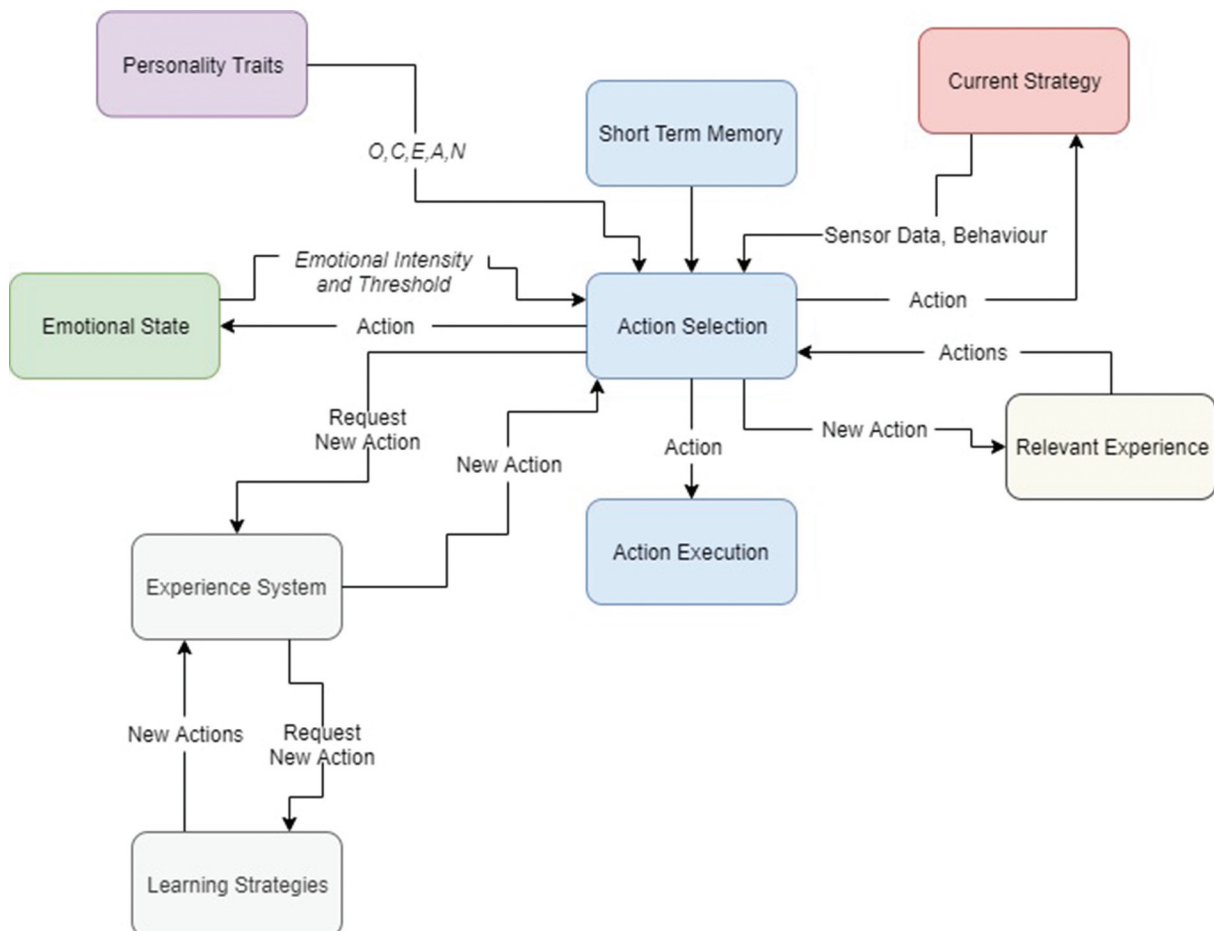 Personality Traits
Current Strategy
Short Term Memory
O,C,E,A,N
Sensor Data, Behaviour
Emotional Intensity
and Threshold
Action
Emotional State
Action
Action Selection
Actions
Request
New Action
New Action
Action
New Action
Relevant Experience
Action Execution
Experience System
New Actions
Request
New Action
Learning Strategies